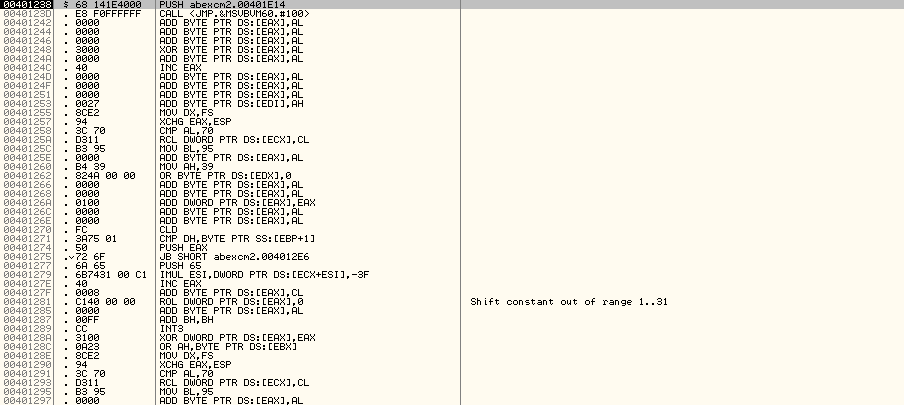 00401238 $ 68 141E4000 PUSH abexcm2.00401E14
0040123D . E8 F0FFFFFF CALL <JMP.&MSVBVM60.#100>
00401242 . 0000 ADD BYTE PTR DS:[EAX],AL
00401244 . 0000 ADD BYTE PTR DS:[EAX],AL
00401246 . 0000 ADD BYTE PTR DS:[EAX],AL
00401248 . 3000 XOR BYTE PTR DS:[EAX],AL
0040124A . 0000 ADD BYTE PTR DS:[EAX],AL
0040124C . 40 INC EAX
0040124D . 0000 ADD BYTE PTR DS:[EAX],AL
0040124F . 0000 ADD BYTE PTR DS:[EAX],AL
00401251 . 0000 ADD BYTE PTR DS:[EAX],AL
00401253 . 0027 ADD BYTE PTR DS:[EDI],AH
00401255 . 8CE2 MOV DX,FS
00401257 . 94 XCHG EAX,ESP
00401258 . 3C 70 CMP AL,70
0040125A . D311 RCL DWORD PTR DS:[ECX],CL
0040125C . B3 95 MOV BL,95
0040125E . 0000 ADD BYTE PTR DS:[EAX],AL
00401260 . B4 39 MOV AH,39
00401262 . 824A 00 00 OR BYTE PTR DS:[EDX],0
00401266 . 0000 ADD BYTE PTR DS:[EAX],AL
00401268 . 0000 ADD BYTE PTR DS:[EAX],AL
0040126A . 0100 ADD DWORD PTR DS:[EAX],EAX
0040126C . 0000 ADD BYTE PTR DS:[EAX],AL
0040126E . 0000 ADD BYTE PTR DS:[EAX],AL
00401270 . FC CLD
00401271 . 3A75 01 CMP DH,BYTE PTR SS:[EBP+1]
00401274 . 50 PUSH EAX
00401275 .v72 6F JB SHORT abexcm2.004012E6
00401277 . 6A 65 PUSH 65
00401279 . 6B7431 00 C1 IMUL ESI,DWORD PTR DS:[ECX+ESI],-3F
0040127E . 40 INC EAX
0040127F . 0008 ADD BYTE PTR DS:[EAX],CL
00401281 . C140 00 00 ROL DWORD PTR DS:[EAX],0 Shift constant out of range 1..31
00401285 . 0000 ADD BYTE PTR DS:[EAX],AL
00401287 . 00FF ADD BH,BH
00401289 . CC INT3
0040128A . 3100 XOR DWORD PTR DS:[EAX],EAX
0040128C . 0A23 OR AH,BYTE PTR DS:[EBX]
0040128E . 8CE2 MOV DX,FS
00401290 . 94 XCHG EAX,ESP
00401291 . 3C 70 CMP AL,70
00401293 . D311 RCL DWORD PTR DS:[ECX],CL
00401295 . B3 95 MOV BL,95
00401297 . 0000 ADD BYTE PTR DS:[EAX],AL